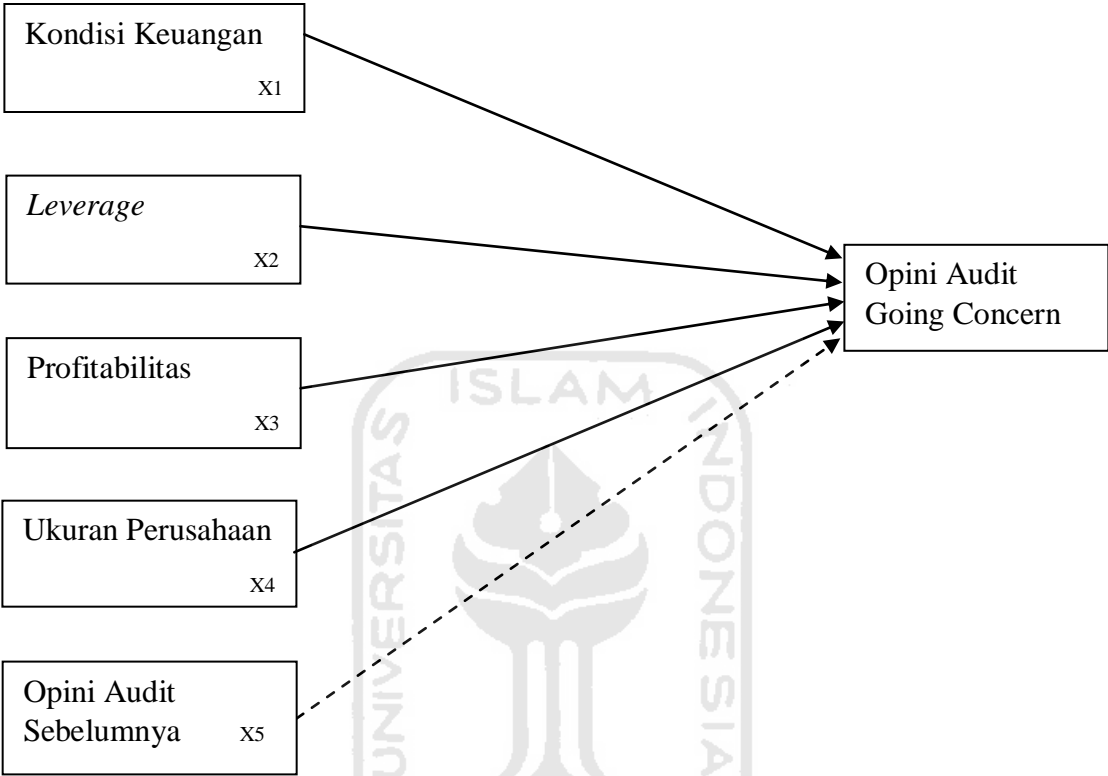 Kondisi Keuangan
X1
Leverage
X2
Opini Audit
Going Concern
Profitabilitas
X3
Ukuran Perusahaan
X4
Opini Audit
Sebelumnya X5
UNIVERSITAS
ISLAM
INDONESIA